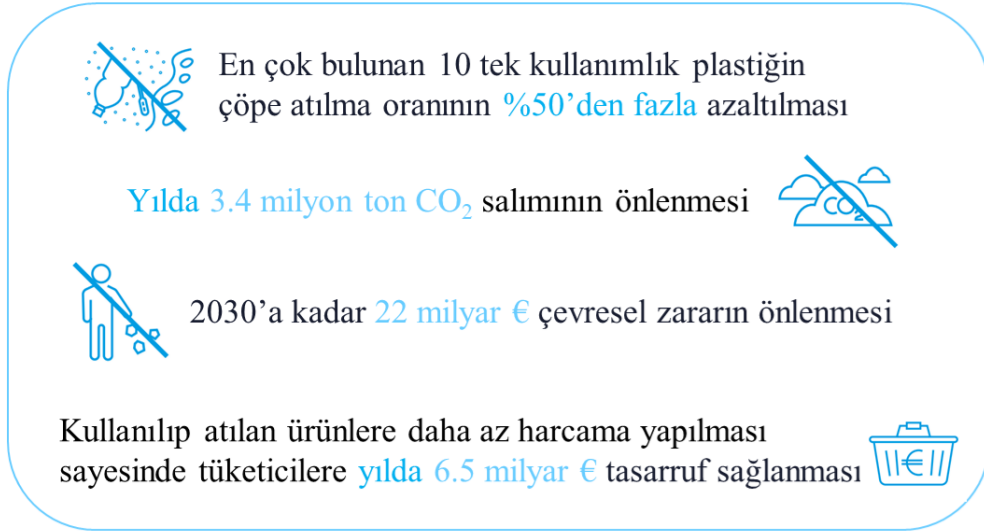 En çok bulunan 10 tek kullanımlık plastiğin
çöpe atılma oranının %50’den fazla azaltılması
Yılda 3.4 milyon ton CO₂ salımının önlenmesi
CO₂
2030’a kadar 22 milyar € çevresel zararın önlenmesi
Kullanılıp atılan ürünlere daha az harcama yapılması
sayesinde tüketicilere yılda 6.5 milyar € tasarruf sağlanması
€